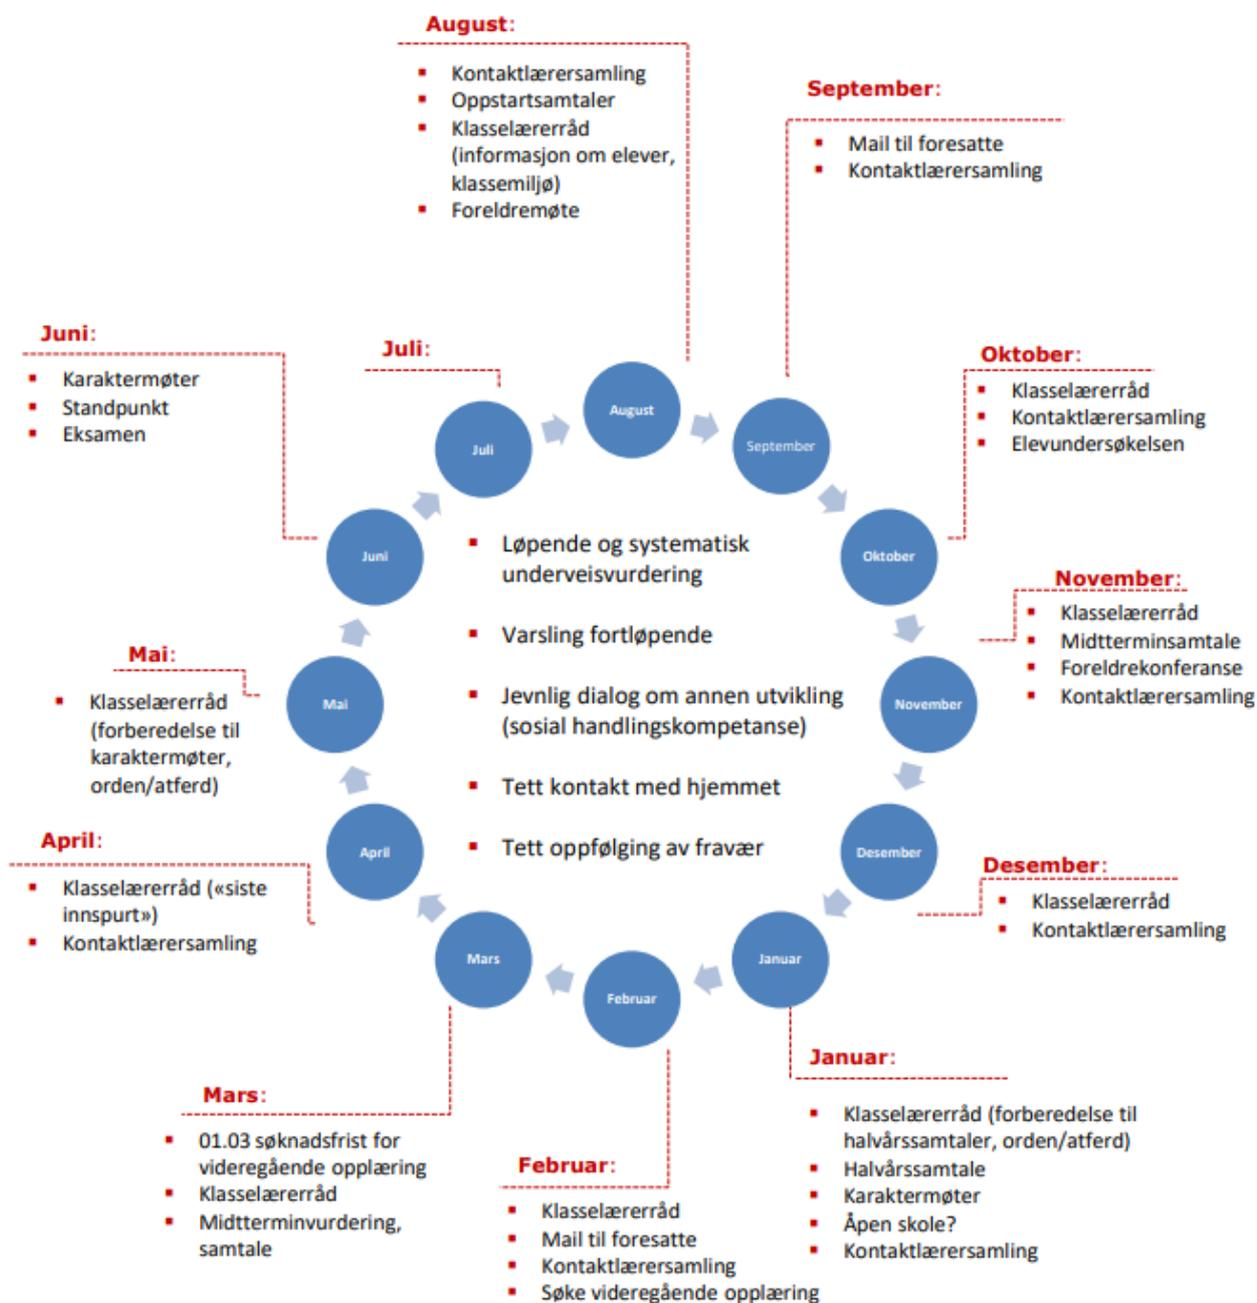 August:
▪ Kontaktlærersamling
▪ Oppstartsamtaler
▪ Klasselærerråd
(informasjon om elever,
klassemiljø)
▪ Foreldremøte
September:
▪ Mail til foresatte
▪ Kontaktlærersamling
Oktober:
▪ Klasselærerråd
▪ Kontaktlærersamling
▪ Elevundersøkelsen
November:
▪ Klasselærerråd
▪ Midtterminsamtale
▪ Foreldrekonferanse
▪ Kontaktlærersamling
Desember:
▪ Klasselærerråd
▪ Kontaktlærersamling
Januar:
▪ Klasselærerråd (forberedelse til
halvårssamtaler, orden/atferd)
▪ Halvårssamtale
▪ Karaktermøter
▪ Åpen skole?
▪ Kontaktlærersamling
Februar:
▪ Klasselærerråd
▪ Mail til foresatte
▪ Kontaktlærersamling
▪ Søke videregående opplæring
Mars:
▪ 01.03 søknadsfrist for
videregående opplæring
▪ Klasselærerråd
▪ Midtterminvurdering,
samtale
April:
▪ Klasselærerråd («siste
innspurt»)
▪ Kontaktlærersamling
Mai:
▪ Klasselærerråd
(forberedelse til
karaktermøter,
orden/atferd)
Juni:
▪ Karaktermøter
▪ Standpunkt
▪ Eksamen
Juli:
August
September
Oktober
November
Desember
Januar
Februar
Mars
April
Mai
Juni
Juli
▪ Løpende og systematisk
underveisvurdering
▪ Varsling fortløpende
▪ Jevnlig dialog om annen utvikling
(sosial handlingskompetanse)
▪ Tett kontakt med hjemmet
▪ Tett oppfølging av fravær